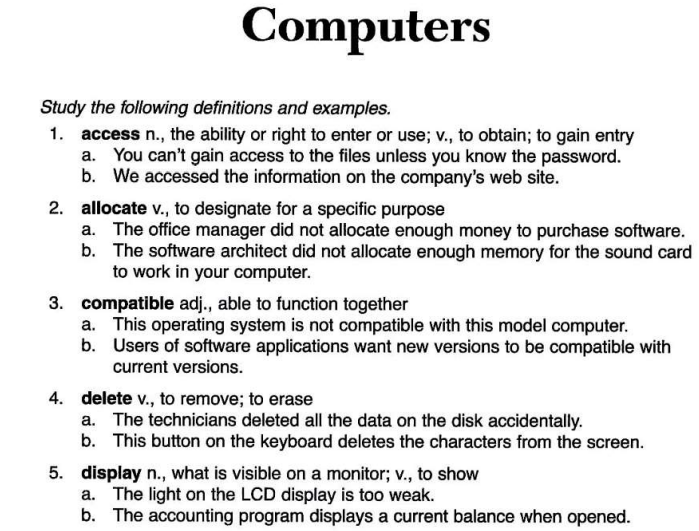 Computers
Study the following definitions and examples.
1. access n., the ability or right to enter or use; v., to obtain; to gain entry
a. You can't gain access to the files unless you know the password.
b. We accessed the information on the company's web site.
2. allocate v., to designate for a specific purpose
a. The office manager did not allocate enough money to purchase software.
b. The software architect did not allocate enough memory for the sound card
to work in your computer.
3. compatible adj., able to function together
a. This operating system is not compatible with this model computer.
b. Users of software applications want new versions to be compatible with
current versions.
4. delete v., to remove; to erase
a. The technicians deleted all the data on the disk accidentally.
b. This button on the keyboard deletes the characters from the screen.
5. display n., what is visible on a monitor; v., to show
a. The light on the LCD display is too weak.
b. The accounting program displays a current balance when opened.